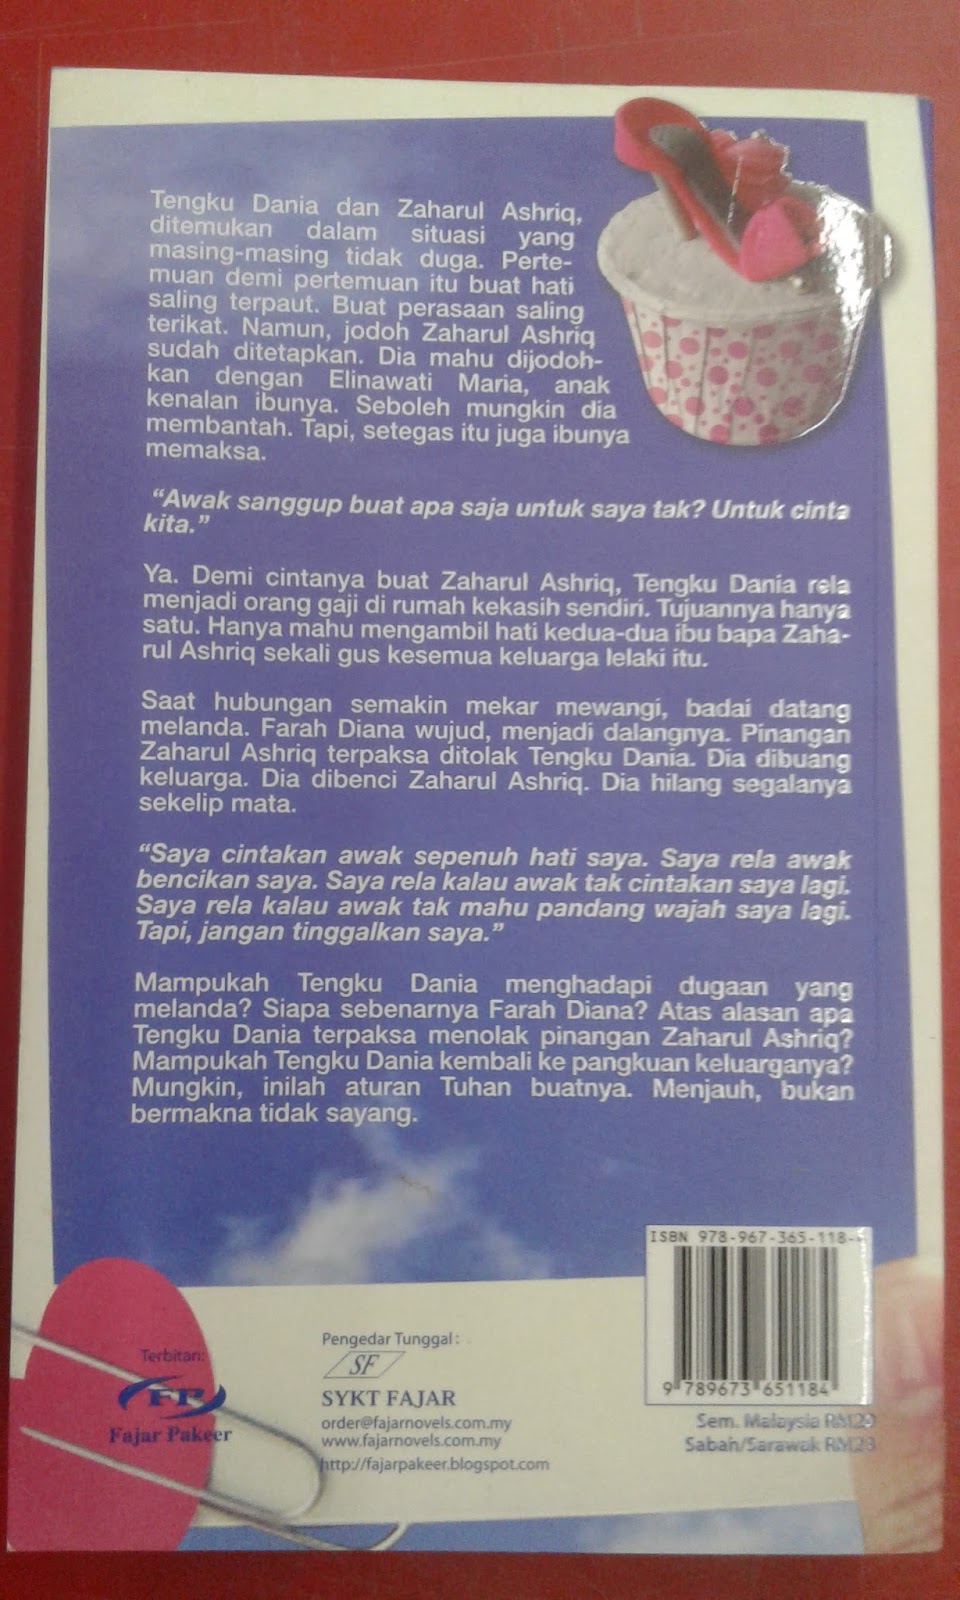 Tengku Dania dan Zaharul Ashriq,
ditemukan dalam situasi yang
masing-masing tidak duga. Perte-
muan demi pertemuan itu buat hati
saling terpaut. Buat perasaan saling
terikat. Namun, jodoh Zaharul Ashriq
sudah ditetapkan. Dia mahu dijodoh-
kan dengan Elinawati Maria, anak
kenalan ibunya. Seboleh mungkin dia
membantah. Tapi, setegas itu juga ibunya
memaksa.
“Awak sanggup buat apa saja untuk saya tak? Untuk cinta
kita.”
Ya. Demi cintanya buat Zaharul Ashriq, Tengku Dania rela
menjadi orang gaji di rumah kekasih sendiri. Tujuannya hanya
satu. Hanya mahu mengambil hati kedua-dua ibu bapa Zaha-
rul Ashriq sekali gus kesemua keluarga lelaki itu.
Saat hubungan semakin mekar mewangi, badai datang
melanda. Farah Diana wujud, menjadi dalangnya. Pinangan
Zaharul Ashriq terpaksa ditolak Tengku Dania. Dia dibuang
keluarga. Dia dibenci Zaharul Ashriq. Dia hilang segalanya
sekelip mata.
“Saya cintakan awak sepenuh hati saya. Saya rela awak
bencikan saya. Saya rela kalau awak tak cintakan saya lagi.
Saya rela kalau awak tak mahu pandang wajah saya lagi.
Tapi, jangan tinggalkan saya.”
Mampukah Tengku Dania menghadapi dugaan yang
melanda? Siapa sebenarnya Farah Diana? Atas alasan apa
Tengku Dania terpaksa menolak pinangan Zaharul Ashriq?
Mampukah Tengku Dania kembali ke pangkuan keluarganya?
Mungkin, inilah aturan Tuhan buatnya. Menjauh, bukan
bermakna tidak sayang.
ISBN 978-967-365-118-
9 789673 651184
Sem. Malaysia
Sabah/Sarawak
Terbitan:
FP
Fajar Pakeer
Pengedar Tunggal :
SF
SYKT FAJAR
order@fajarnovels.com.my
www.fajarnovels.com.my
http://fajarpakeer.blogspot.com